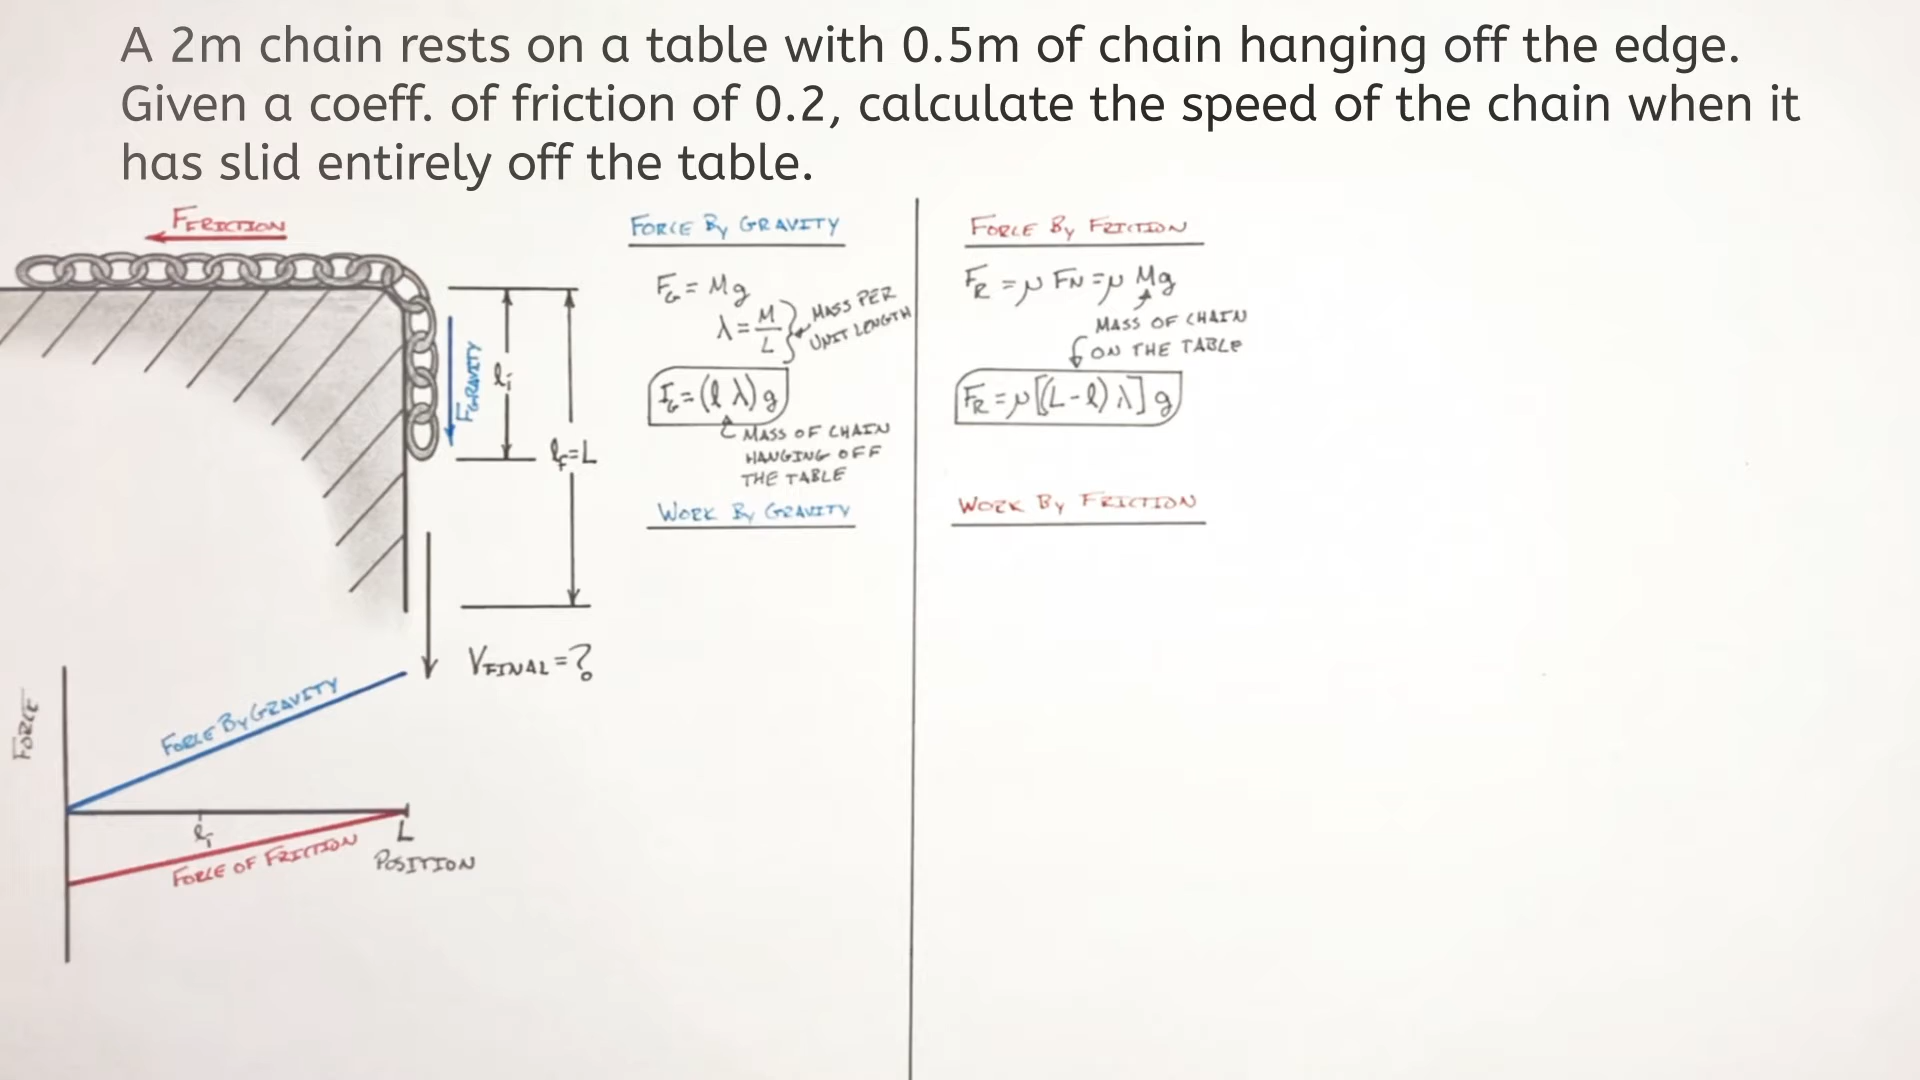 A 2m chain rests on a table with 0.5m of chain hanging off the edge.
Given a coeff. of friction of 0.2, calculate the speed of the chain when it
has slid entirely off the table.
FFRICTION
FGRAVITY
li
lF=L
VFINAL=?
FORCE
FORCE BY GRAVITY
li
L
FORCE OF FRICTION
POSITION
FORCE BY GRAVITY
FG = Mg
λ = M/L } MASS PER
UNIT LENGTH
FG = (l λ) g
MASS OF CHAIN
HANGING OFF
THE TABLE
WORK BY GRAVITY
FORCE BY FRICTION
FR = μ FN = μ Mg
MASS OF CHAIN
ON THE TABLE
FR = μ [(L-l) λ] g
WORK BY FRICTION